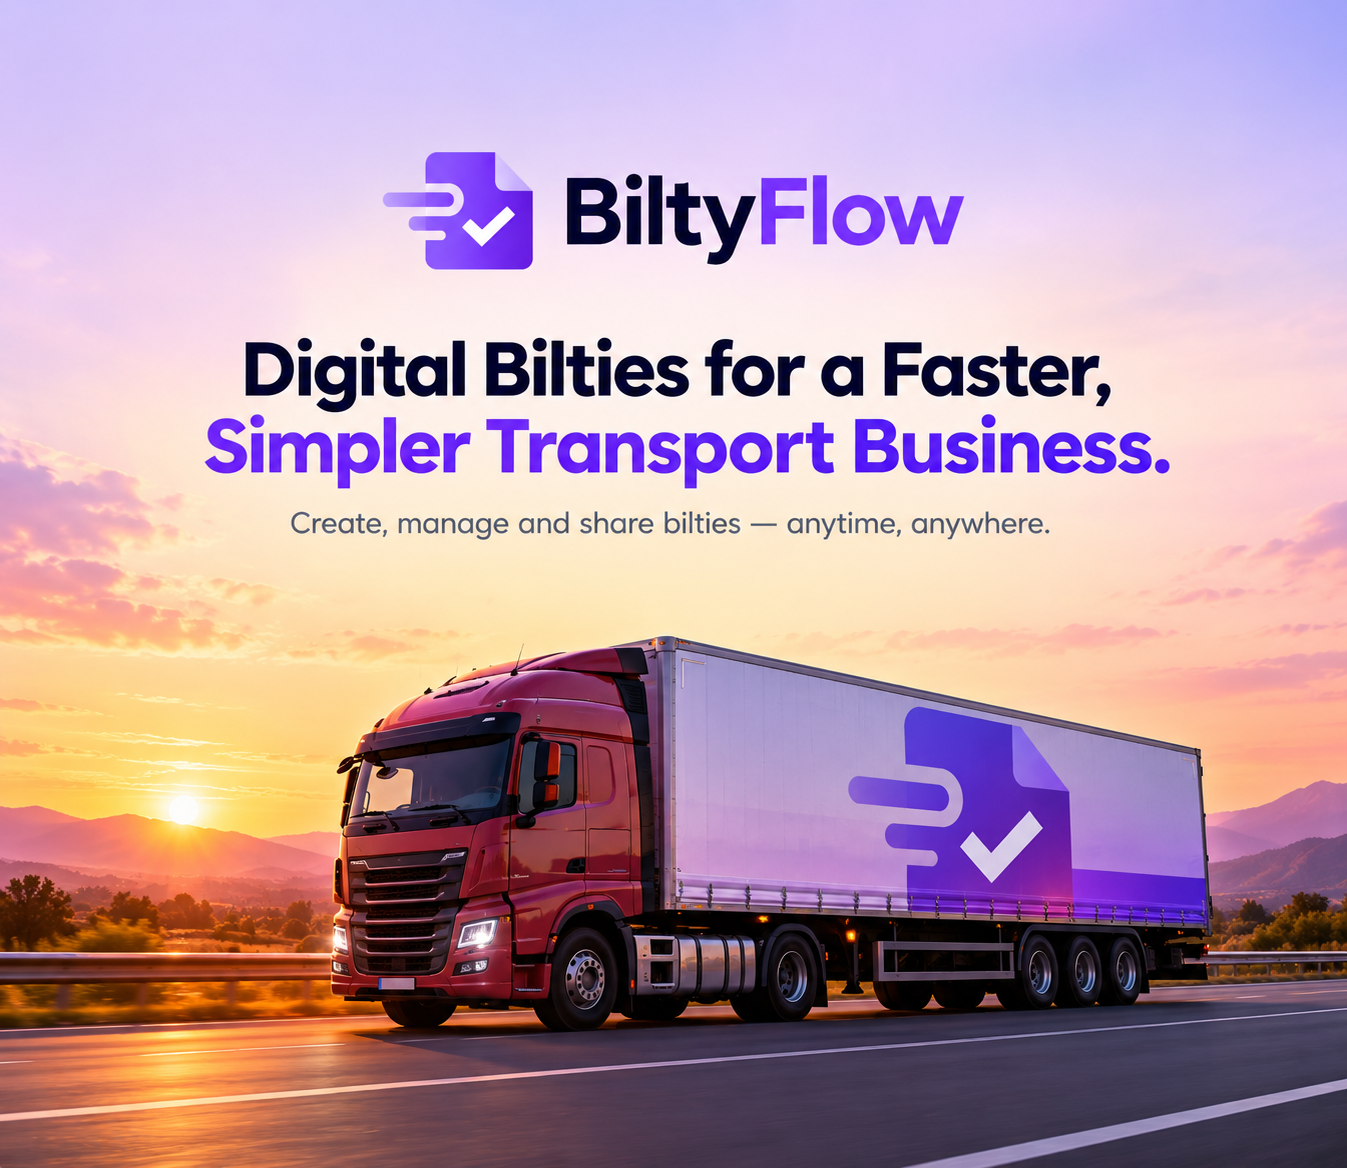 BiltyFlow
Digital Bilties for a Faster,
Simpler Transport Business.
Create, manage and share bilties — anytime, anywhere.